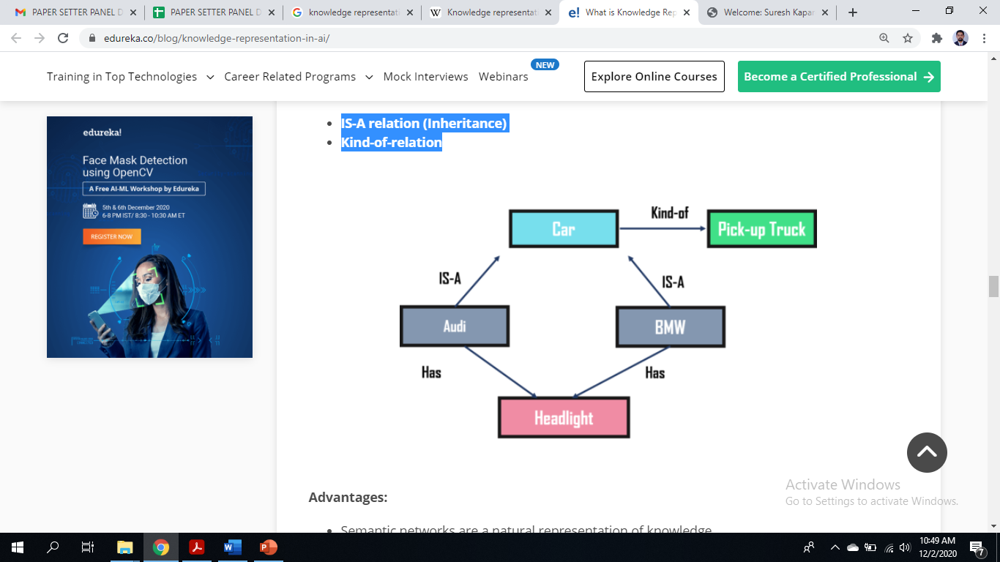 PAPER SETTER PANEL D
PAPER SETTER PANEL D
knowledge representati
Knowledge representati
What is Knowledge Rep
Welcome: Suresh Kapar
edureka.co/blog/knowledge-representation-in-ai/
Training in Top Technologies
Career Related Programs
Mock Interviews
Webinars
NEW
Explore Online Courses
Become a Certified Professional
edureka!
Face Mask Detection
using OpenCV
A Free AI-ML Workshop by Edureka
5th & 6th December 2020
6-8 PM IST/ 8:30 - 10:30 AM ET
REGISTER NOW
IS-A relation (Inheritance)
Kind-of-relation
Car
Kind-of
Pick-up Truck
IS-A
IS-A
Audi
BMW
Has
Has
Headlight
Advantages:
Semantic networks are a natural representation of knowledge.
Activate Windows
Go to Settings to activate Windows.
10:49 AM
12/2/2020
7